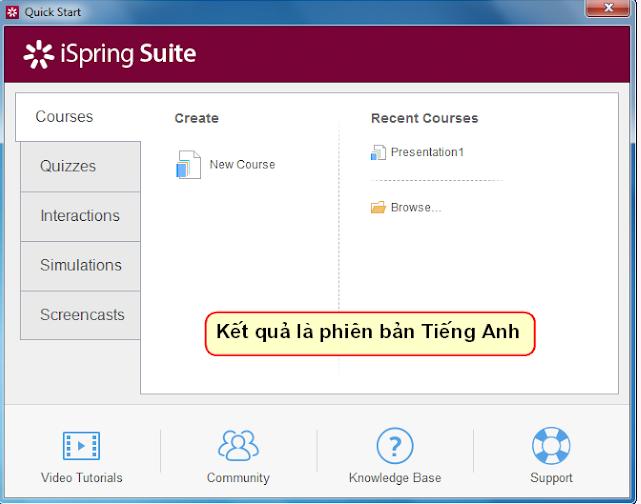 Quick Start
iSpring Suite
Courses
Quizzes
Interactions
Simulations
Screencasts
Create
New Course
Recent Courses
Presentation1
Browse...
Kết quả là phiên bản Tiếng Anh
Video Tutorials
Community
Knowledge Base
Support